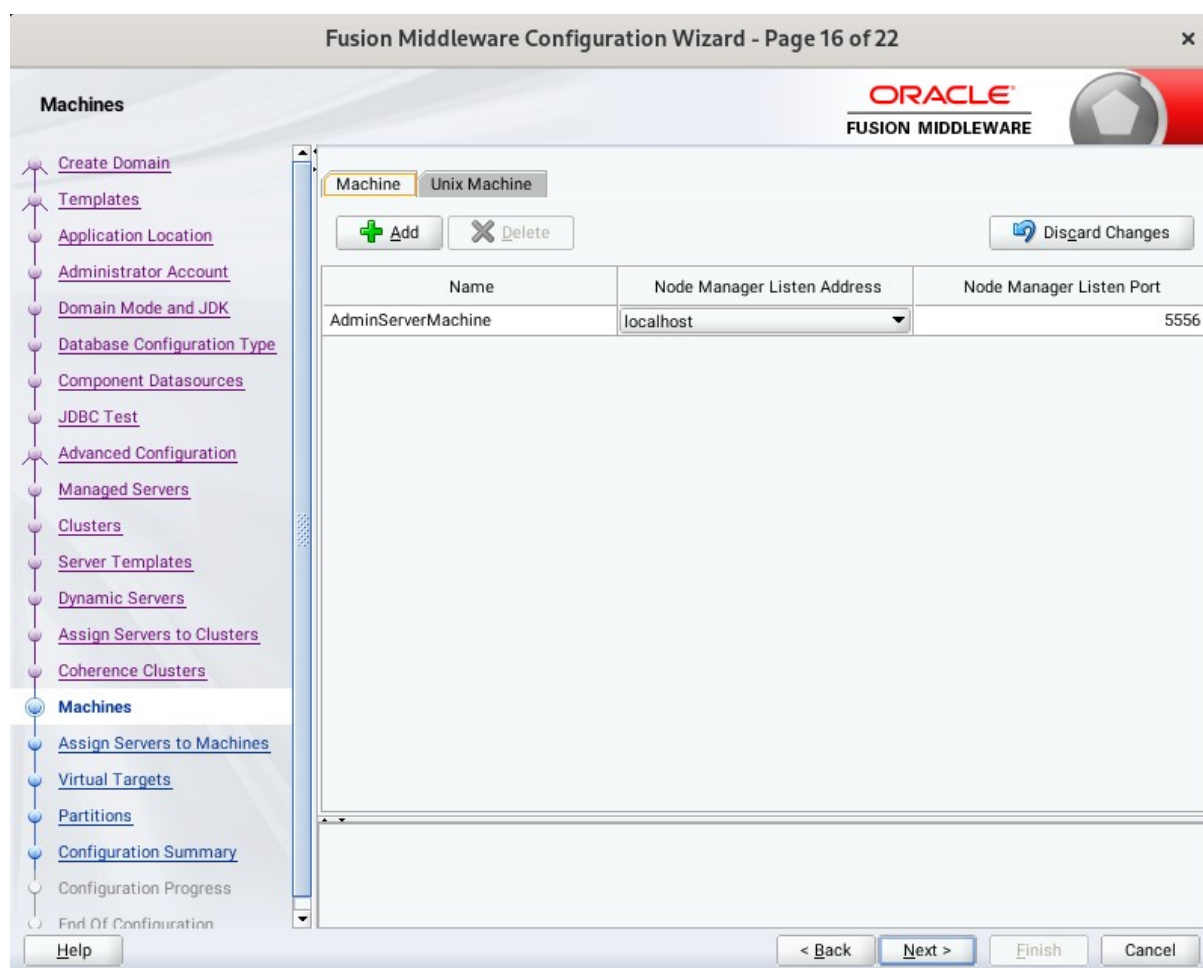 Fusion Middleware Configuration Wizard - Page 16 of 22
Machines
ORACLE
FUSION MIDDLEWARE
Create Domain
Templates
Application Location
Administrator Account
Domain Mode and JDK
Database Configuration Type
Component Datasources
JDBC Test
Advanced Configuration
Managed Servers
Clusters
Server Templates
Dynamic Servers
Assign Servers to Clusters
Coherence Clusters
Machines
Assign Servers to Machines
Virtual Targets
Partitions
Configuration Summary
Configuration Progress
End Of Configuration
Machine Unix Machine
Add Delete Discard Changes
Name Node Manager Listen Address Node Manager Listen Port
AdminServerMachine localhost 5556
Help < Back Next > Finish Cancel